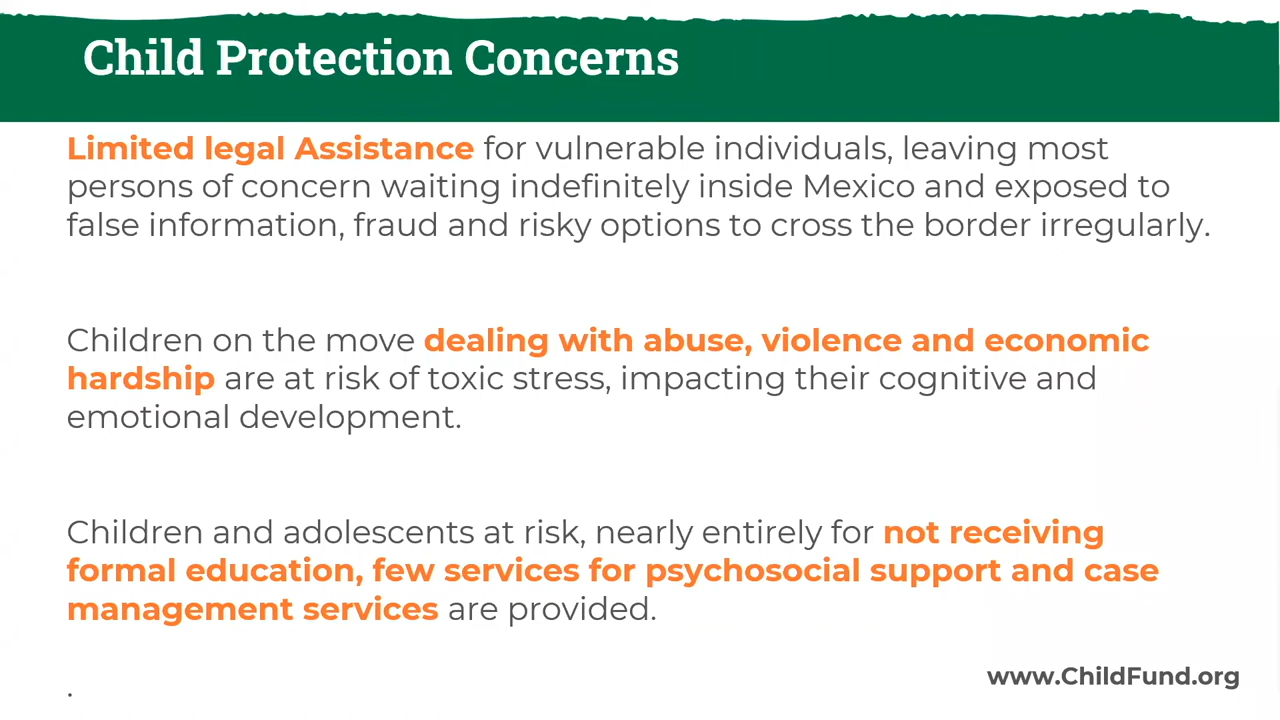 Child Protection Concerns
Limited legal Assistance for vulnerable individuals, leaving most
persons of concern waiting indefinitely inside Mexico and exposed to
false information, fraud and risky options to cross the border irregularly.
Children on the move dealing with abuse, violence and economic
hardship are at risk of toxic stress, impacting their cognitive and
emotional development.
Children and adolescents at risk, nearly entirely for not receiving
formal education, few services for psychosocial support and case
management services are provided.
www.ChildFund.org
.